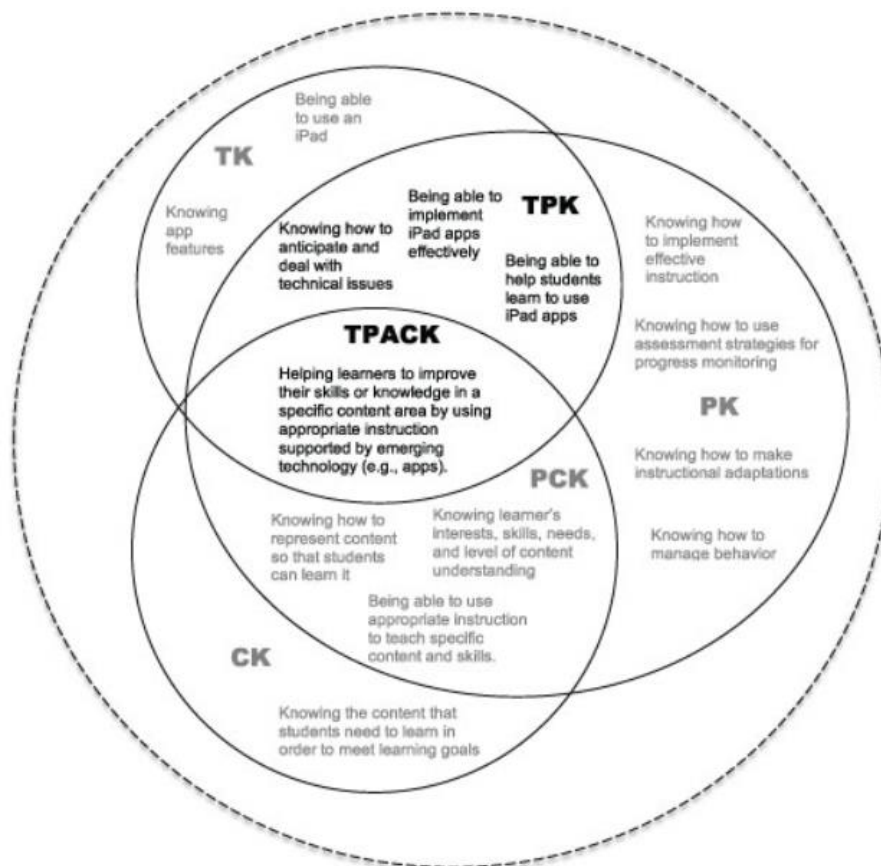 Being able
to use an
iPad
TK
Knowing
app
features
Being able to
implement
iPad apps
effectively
TPK
Knowing how to
anticipate and
deal with
technical issues
Being able to
help students
learn to use
iPad apps
Knowing how
to implement
effective
instruction
TPACK
Helping learners to improve
their skills or knowledge in a
specific content area by using
appropriate instruction
supported by emerging
technology (e.g., apps).
Knowing how to use
assessment strategies for
progress monitoring
PK
Knowing how to make
instructional adaptations
Knowing how to
manage behavior
PCK
Knowing how to
represent content
so that students
can learn it
Knowing learner's
interests, skills, needs,
and level of content
understanding
Being able to use
appropriate instruction
to teach specific
content and skills.
CK
Knowing the content that
students need to learn in
order to meet learning goals